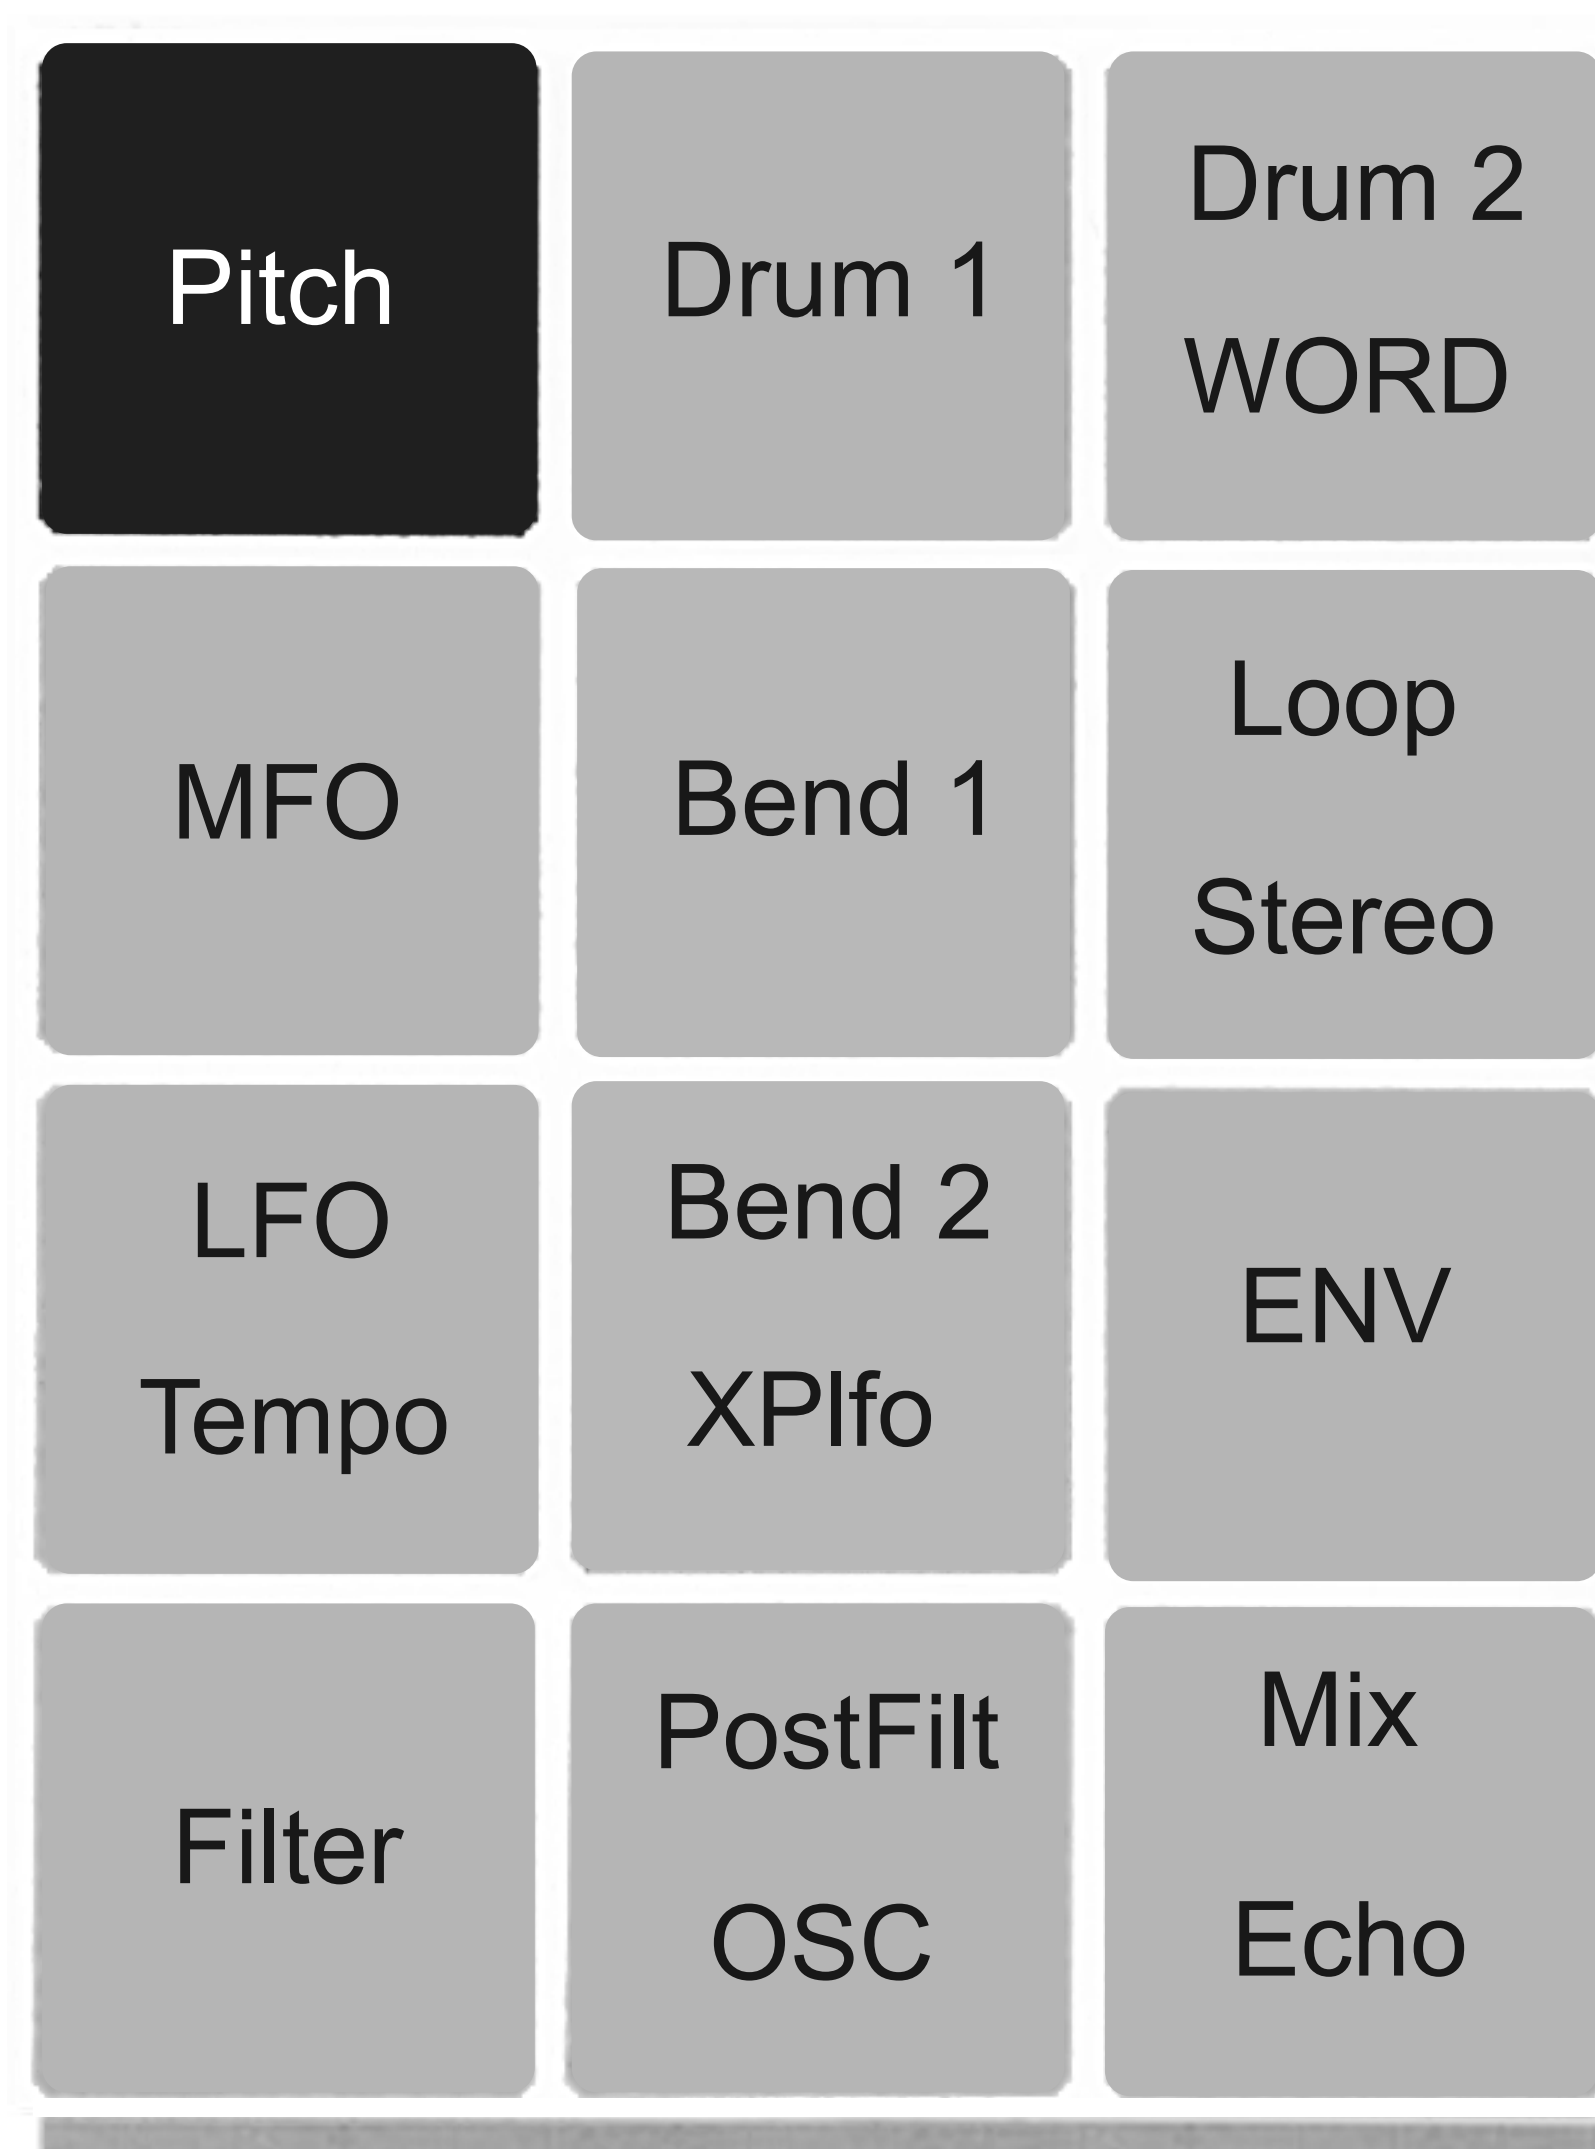 Pitch
Drum 1
Drum 2
WORD
MFO
Bend 1
Loop
Stereo
LFO
Tempo
Bend 2
XPlfo
ENV
Filter
PostFilt
OSC
Mix
Echo